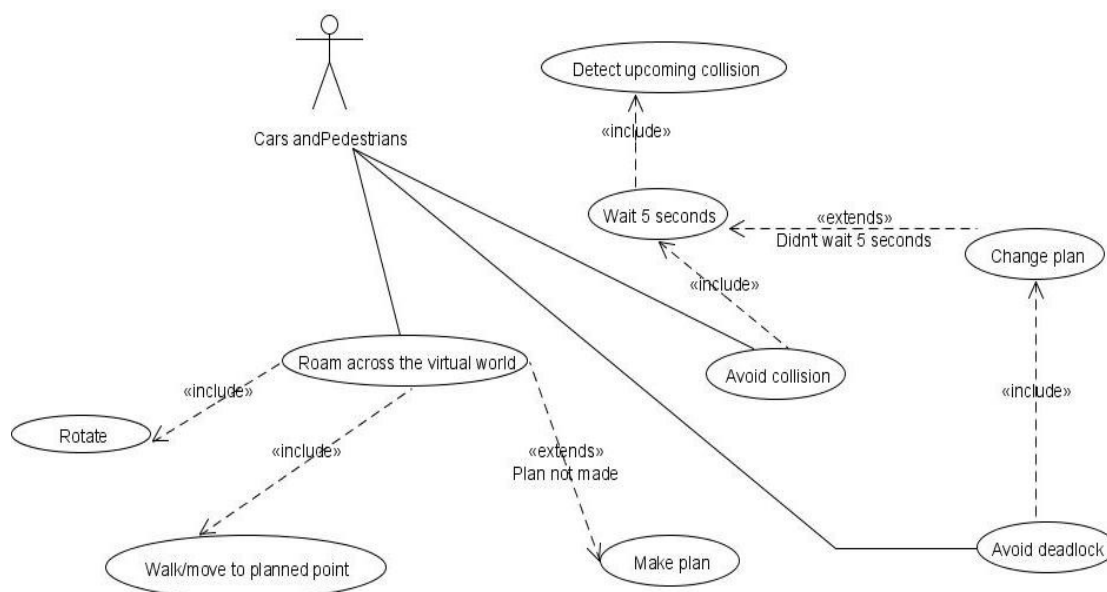 Detect upcoming collision
«include»
Cars andPedestrians
Wait 5 seconds
«extends»
Didn't wait 5 seconds
Change plan
«include»
Roam across the virtual world
Avoid collision
«include»
«include»
Rotate
«include»
«extends»
Plan not made
Walk/move to planned point
Make plan
Avoid deadlock